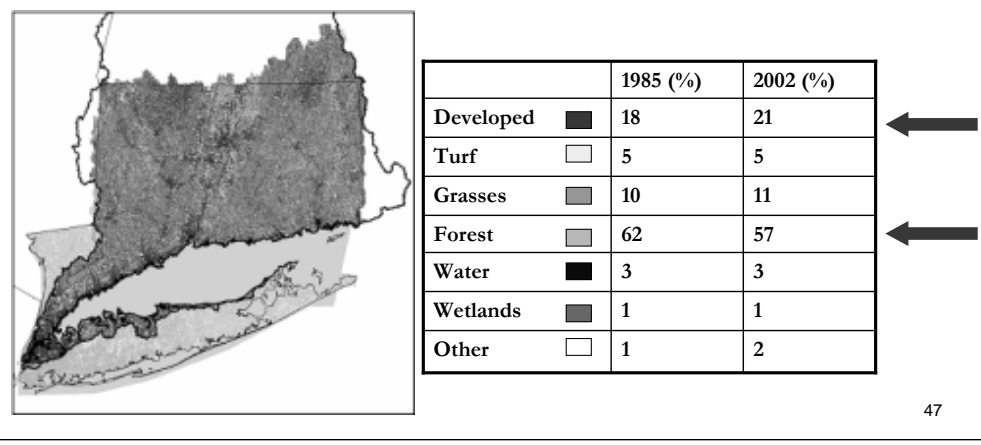 1985 (%) 2002 (%)
Developed 18 21
Turf 5 5
Grasses 10 11
Forest 62 57
Water 3 3
Wetlands 1 1
Other 1 2
47